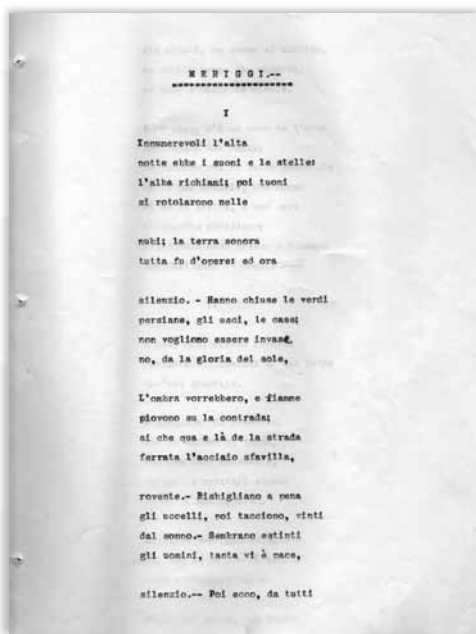 MERIGGI.--
I
Innumerevoli l'alta
notte ebbe i suoni e le stelle:
l'alba richiami; poi tuoni
si rotolarono nelle
nubi; la terra sonora
tutta fu d'opere: ed ora
silenzio. - Hanno chiuse le verdi
persiane, gli usci, le case;
non vogliono essere invase,
no, da la gloria del sole,
L'ombra vorrebbero, e fiamme
piovono su la contrada;
sì che qua e là de la strada
ferrata l'acciaio sfavilla,
rovente.- Bisbigliano a pena
gli uccelli, poi tacciono, vinti
dal sonno.- Sembrano estinti
gli uomini, tanta vi è pace,
silenzio.-- Poi ecco, da tutti